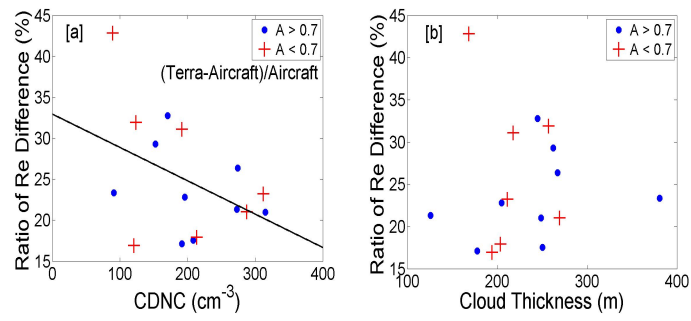 [a]
A > 0.7
A < 0.7
(Terra-Aircraft)/Aircraft
Ratio of Re Difference (%)
45
40
35
30
25
20
15
0
100
200
300
400
CDNC (cm⁻³)
[b]
A > 0.7
A < 0.7
Ratio of Re Difference (%)
45
40
35
30
25
20
15
100
200
300
400
Cloud Thickness (m)